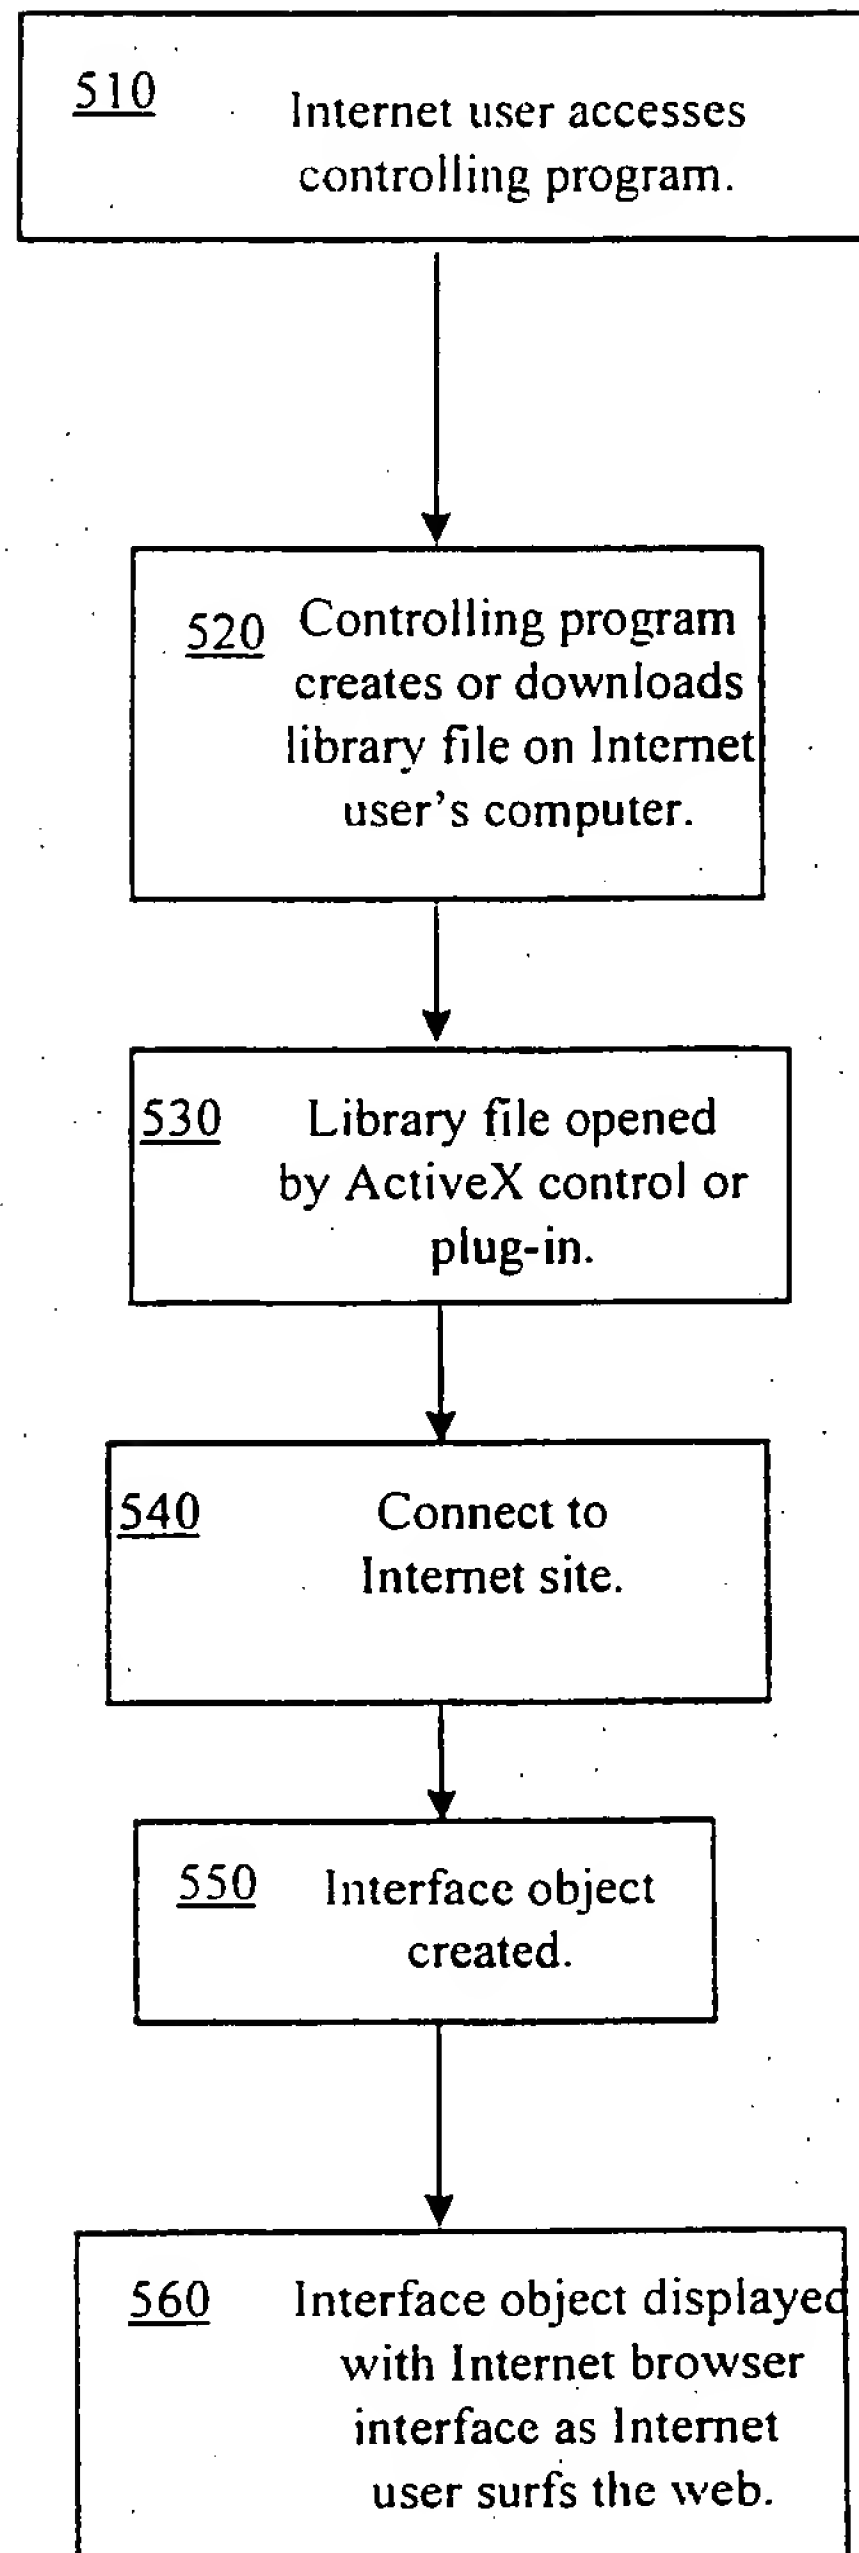 510 Internet user accesses
controlling program.
520 Controlling program
creates or downloads
library file on Internet
user's computer.
530 Library file opened
by ActiveX control or
plug-in.
540 Connect to
Internet site.
550 Interface object
created.
560 Interface object displayed
with Internet browser
interface as Internet
user surfs the web.